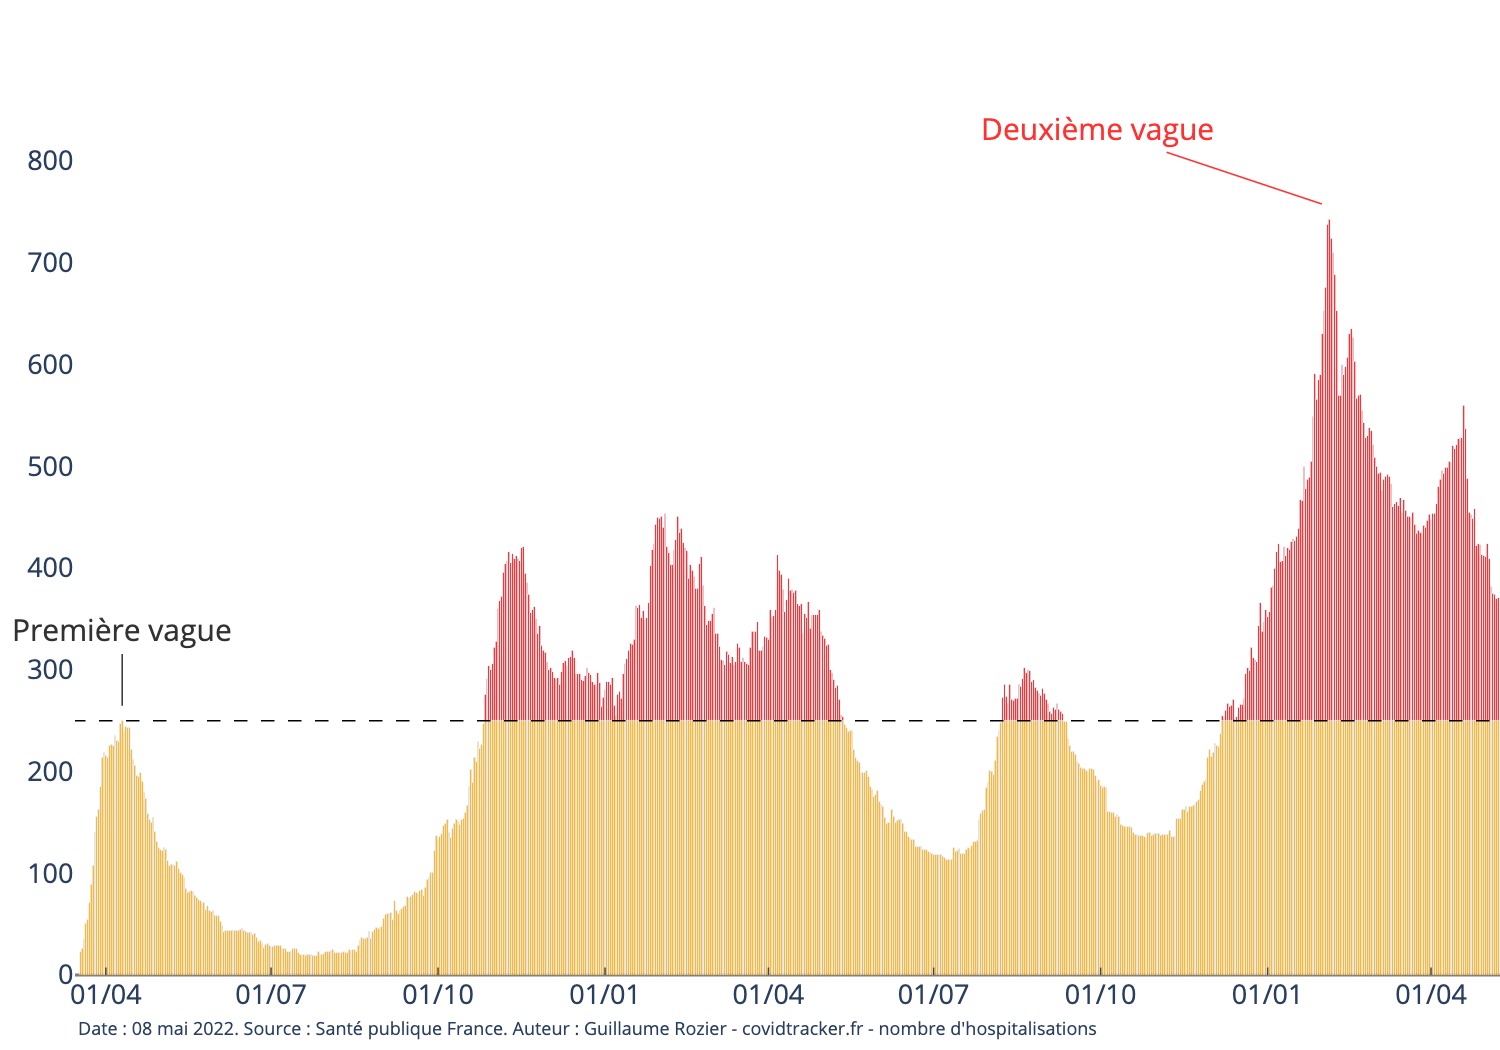 Deuxième vague
800
700
600
500
400
Première vague
300
200
100
0
01/04 01/07 01/10 01/01 01/04 01/07 01/10 01/01 01/04
Date : 08 mai 2022. Source : Santé publique France. Auteur : Guillaume Rozier - covidtracker.fr - nombre d'hospitalisations